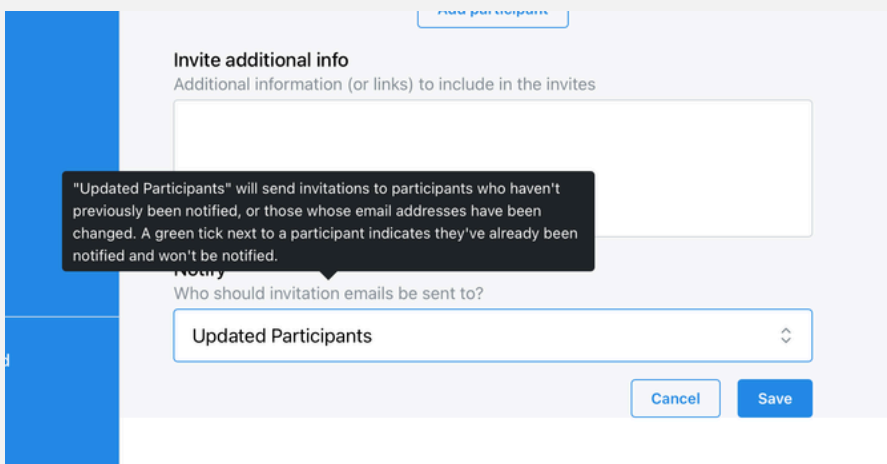 Add participant
Invite additional info
Additional information (or links) to include in the invites
"Updated Participants" will send invitations to participants who haven't
previously been notified, or those whose email addresses have been
changed. A green tick next to a participant indicates they've already been
notified and won't be notified.
Notify
Who should invitation emails be sent to?
Updated Participants
Cancel
Save